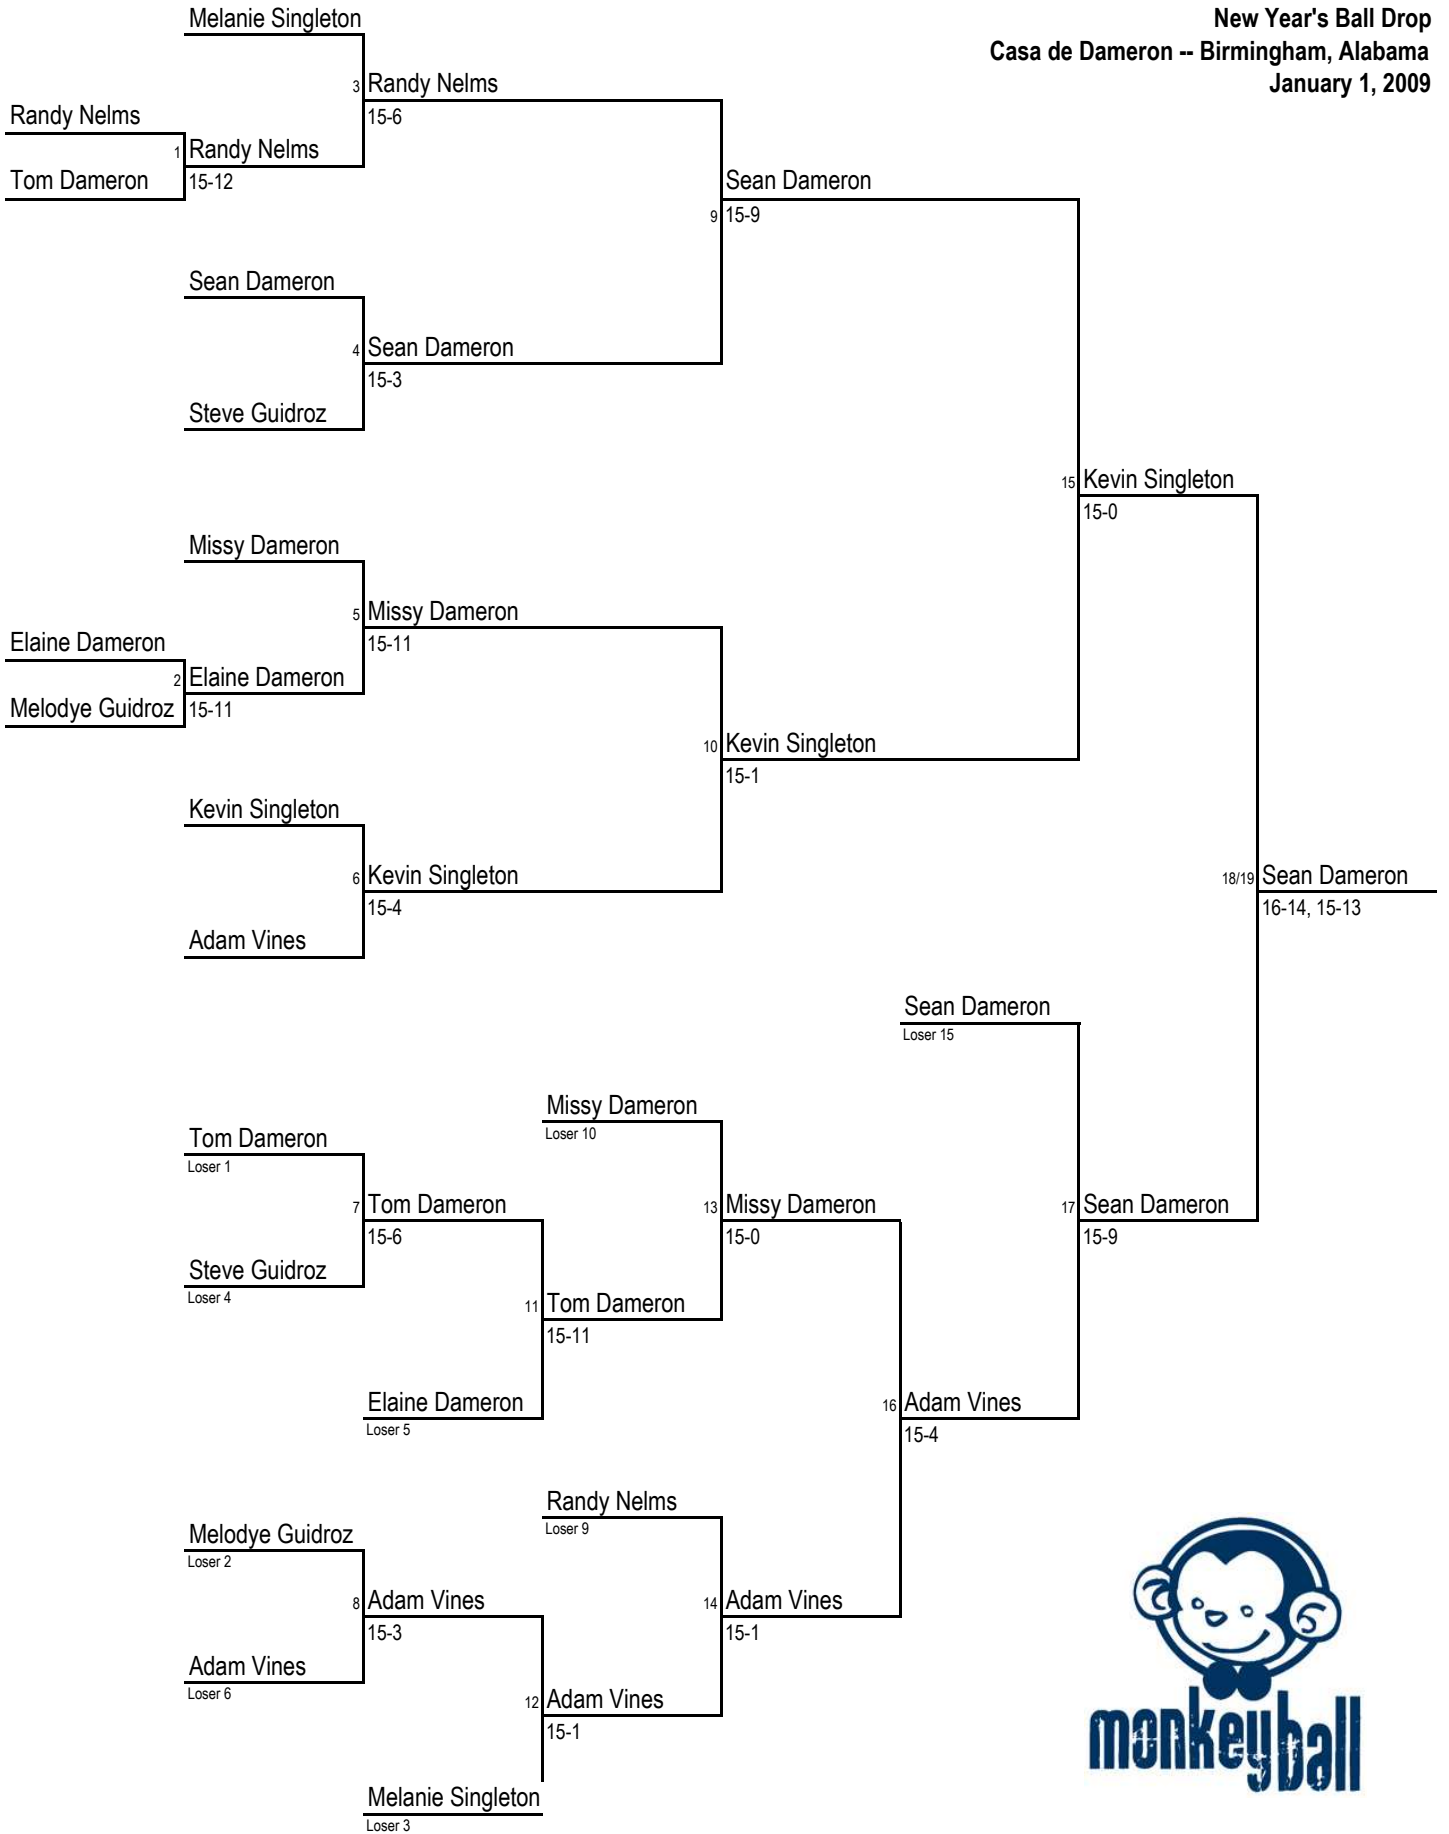 New Year's Ball Drop
Casa de Dameron -- Birmingham, Alabama
January 1, 2009
Melanie Singleton
3 Randy Nelms
15-6
Randy Nelms
1 Randy Nelms
15-12
Tom Dameron
Sean Dameron
9 15-9
Sean Dameron
4 Sean Dameron
15-3
Steve Guidroz
15 Kevin Singleton
15-0
Missy Dameron
5 Missy Dameron
15-11
Elaine Dameron
2 Elaine Dameron
15-11
Melodye Guidroz
10 Kevin Singleton
15-1
Kevin Singleton
6 Kevin Singleton
15-4
Adam Vines
18/19 Sean Dameron
16-14, 15-13
Sean Dameron
Loser 15
Missy Dameron
Loser 10
Tom Dameron
Loser 1
7 Tom Dameron
15-6
13 Missy Dameron
15-0
17 Sean Dameron
15-9
Steve Guidroz
Loser 4
11 Tom Dameron
15-11
Elaine Dameron
Loser 5
16 Adam Vines
15-4
Randy Nelms
Loser 9
Melodye Guidroz
Loser 2
8 Adam Vines
15-3
14 Adam Vines
15-1
Adam Vines
Loser 6
12 Adam Vines
15-1
Melanie Singleton
Loser 3
monkeyball